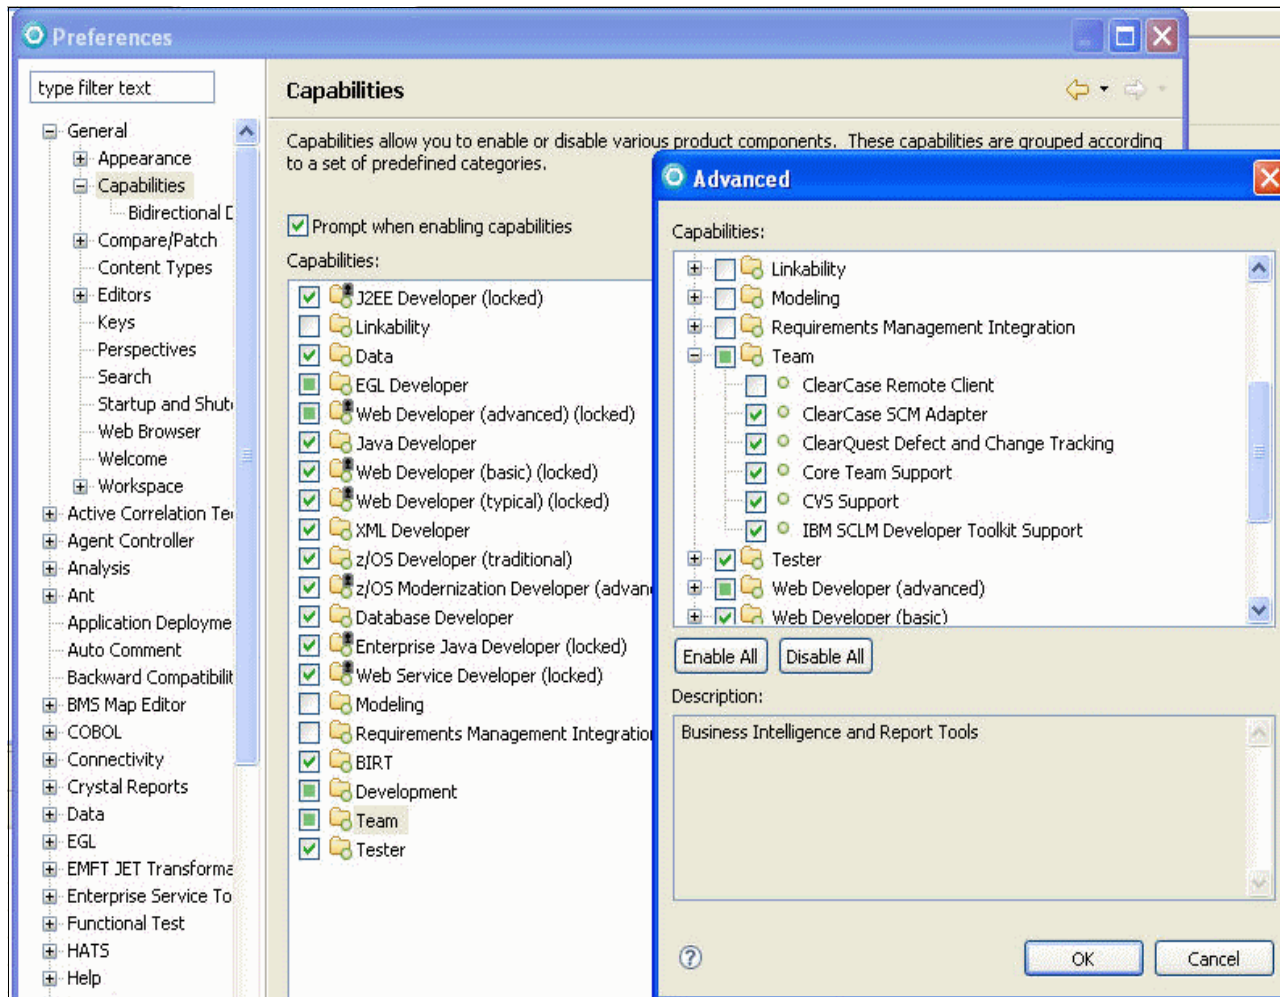 Preferences
type filter text
General
Appearance
Capabilities
Bidirectional D
Compare/Patch
Content Types
Editors
Keys
Perspectives
Search
Startup and Shut
Web Browser
Welcome
Workspace
Active Correlation Te
Agent Controller
Analysis
Ant
Application Deployme
Auto Comment
Backward Compatibilit
BMS Map Editor
COBOL
Connectivity
Crystal Reports
Data
EGL
EMFT JET Transforma
Enterprise Service To
Functional Test
HATS
Help
Capabilities
Capabilities allow you to enable or disable various product components. These capabilities are grouped according
to a set of predefined categories.
Prompt when enabling capabilities
Capabilities:
J2EE Developer (locked)
Linkability
Data
EGL Developer
Web Developer (advanced) (locked)
Java Developer
Web Developer (basic) (locked)
Web Developer (typical) (locked)
XML Developer
z/OS Developer (traditional)
z/OS Modernization Developer (advan
Database Developer
Enterprise Java Developer (locked)
Web Service Developer (locked)
Modeling
Requirements Management Integration
BIRT
Development
Team
Tester
Advanced
Capabilities:
Linkability
Modeling
Requirements Management Integration
Team
ClearCase Remote Client
ClearCase SCM Adapter
ClearQuest Defect and Change Tracking
Core Team Support
CVS Support
IBM SCLM Developer Toolkit Support
Tester
Web Developer (advanced)
Web Developer (basic)
Enable All
Disable All
Description:
Business Intelligence and Report Tools
?
OK
Cancel